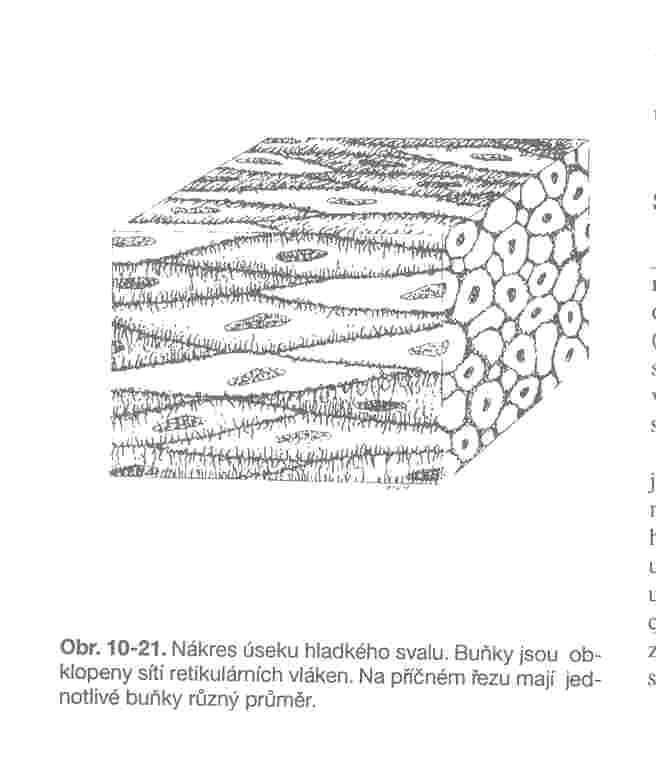 Obr. 10-21. Nákres úseku hladkého svalu. Buňky jsou ob-
klopeny sítí retikulárních vláken. Na příčném řezu mají jed-
notlivé buňky různý průměr.